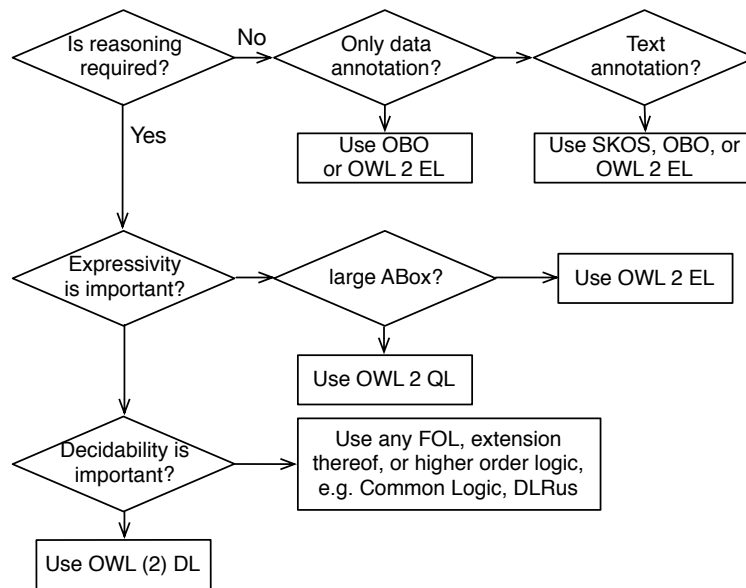 Is reasoning
required?
No
Only data
annotation?
Text
annotation?
Yes
Use OBO
or OWL 2 EL
Use SKOS, OBO, or
OWL 2 EL
Expressivity
is important?
large ABox?
Use OWL 2 EL
Use OWL 2 QL
Decidability is
important?
Use any FOL, extension
thereof, or higher order logic,
e.g. Common Logic, DLRus
Use OWL (2) DL